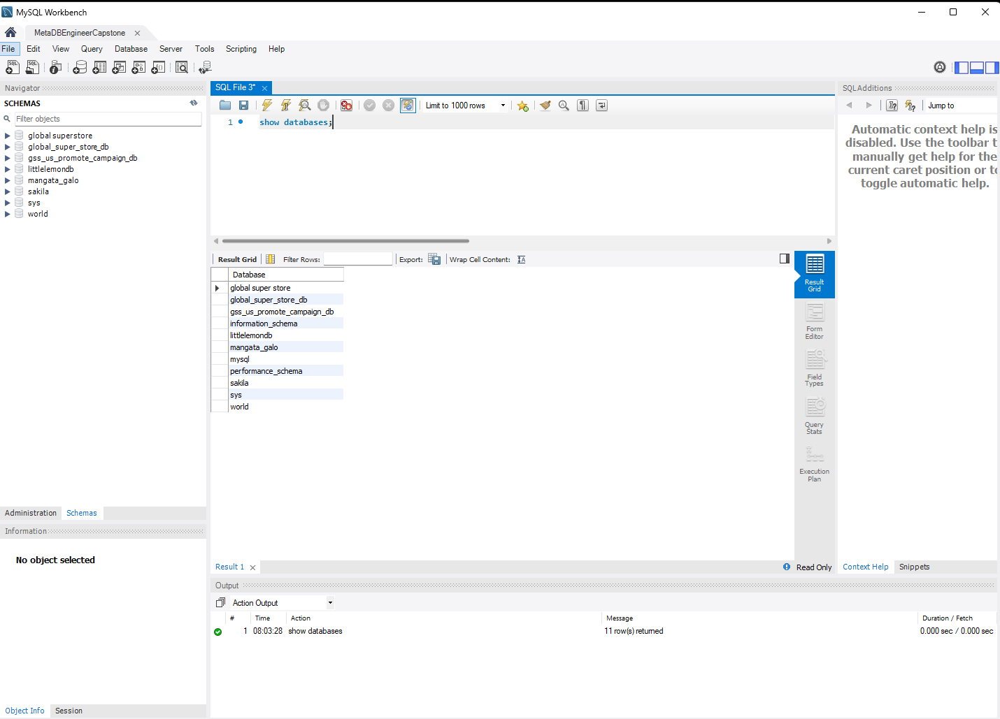 MySQL Workbench
MetaDBEngineerCapstone
File Edit View Query Database Server Tools Scripting Help
Navigator
SCHEMAS
Filter objects
global superstore
global_super_store_db
gss_us_promote_campaign_db
littlelemondb
mangata_galo
sakila
sys
world
Administration Schemas
Information
No object selected
Object Info Session
SQL File 3*
Limit to 1000 rows
1 show databases;
Result Grid Filter Rows: Export: Wrap Cell Content:
Database
global super store
global_super_store_db
gss_us_promote_campaign_db
information_schema
littlelemondb
mangata_galo
mysql
performance_schema
sakila
sys
world
Result
Grid
Form
Editor
Field
Types
Query
Stats
Execution
Plan
Result 1 Read Only
SQLAdditions
Jump to
Automatic context help is
disabled. Use the toolbar t
manually get help for the
current caret position or to
toggle automatic help.
Context Help Snippets
Output
Action Output
# Time Action Message Duration / Fetch
1 08:03:28 show databases 11 row(s) returned 0.000 sec / 0.000 sec